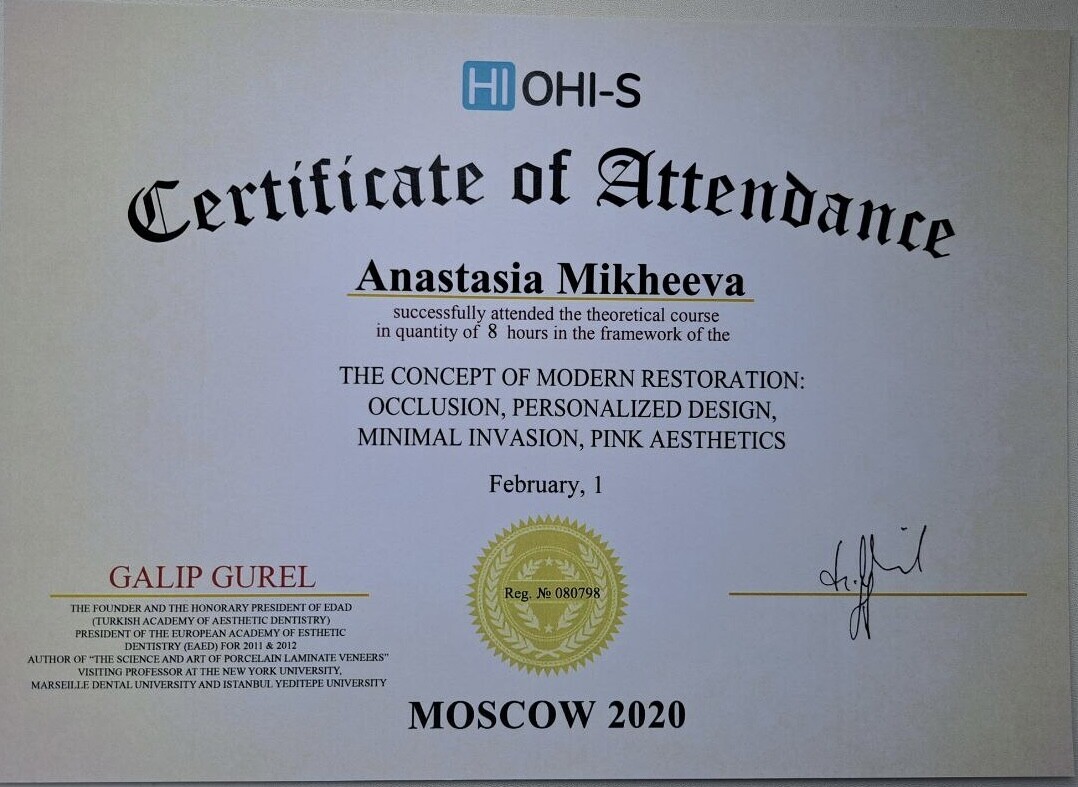 HI OHI-S
Certificate of Attendance
Anastasia Mikheeva
successfully attended the theoretical course
in quantity of 8 hours in the framework of the
THE CONCEPT OF MODERN RESTORATION:
OCCLUSION, PERSONALIZED DESIGN,
MINIMAL INVASION, PINK AESTHETICS
February, 1
GALIP GUREL
THE FOUNDER AND THE HONORARY PRESIDENT OF EDAD
(TURKISH ACADEMY OF AESTHETIC DENTISTRY)
PRESIDENT OF THE EUROPEAN ACADEMY OF ESTHETIC
DENTISTRY (EAED) FOR 2011 & 2012
AUTHOR OF “THE SCIENCE AND ART OF PORCELAIN LAMINATE VENEERS”
VISITING PROFESSOR AT THE NEW YORK UNIVERSITY,
MARSEILLE DENTAL UNIVERSITY AND ISTANBUL YEDITEPE UNIVERSITY
Reg. № 080798
MOSCOW 2020